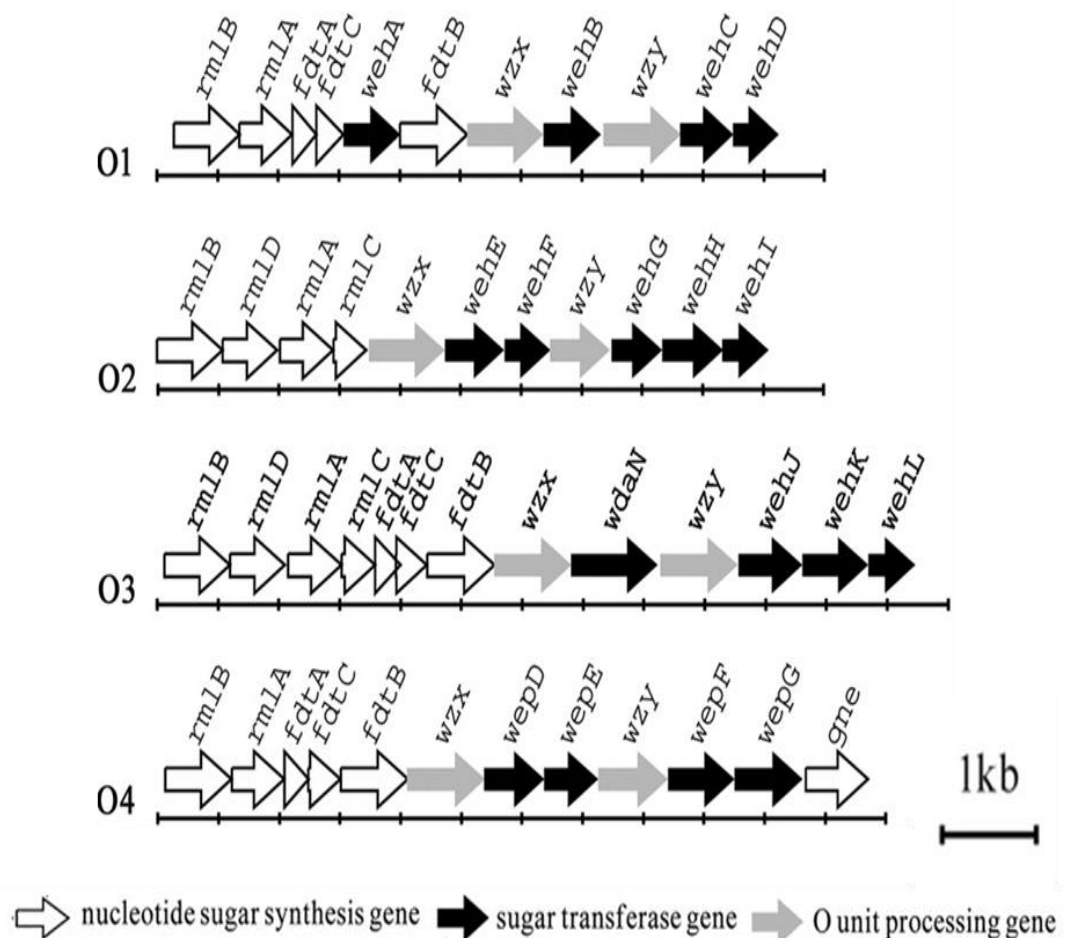 rmlB rmlA fdtA fdtC wehA fdtB wzx wehB wzy wehC wehD
O1
rmlB rmlD rmlA rmlC wzx wehE wehF wzy wehG wehH wehI
O2
rmlB rmlD rmlA rmlC fdtA fdtC fdtB wzx wdaN wzy wehJ wehK wehL
O3
rmlB rmlA fdtA fdtC fdtB wzx wepD wepE wzy wepF wepG gne
O4
1kb
nucleotide sugar synthesis gene sugar transferase gene O unit processing gene